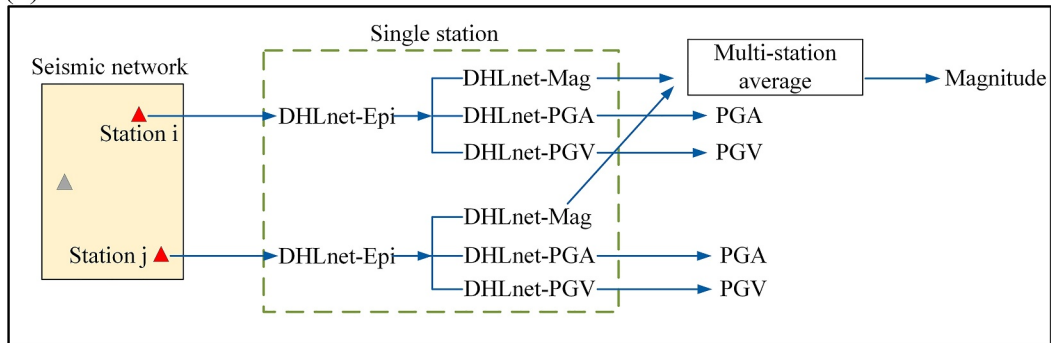 Single station
Seismic network
Multi-station
average
Magnitude
Station i
DHLnet-Epi
DHLnet-Mag
DHLnet-PGA
PGA
DHLnet-PGV
PGV
Station j
DHLnet-Epi
DHLnet-Mag
DHLnet-PGA
PGA
DHLnet-PGV
PGV